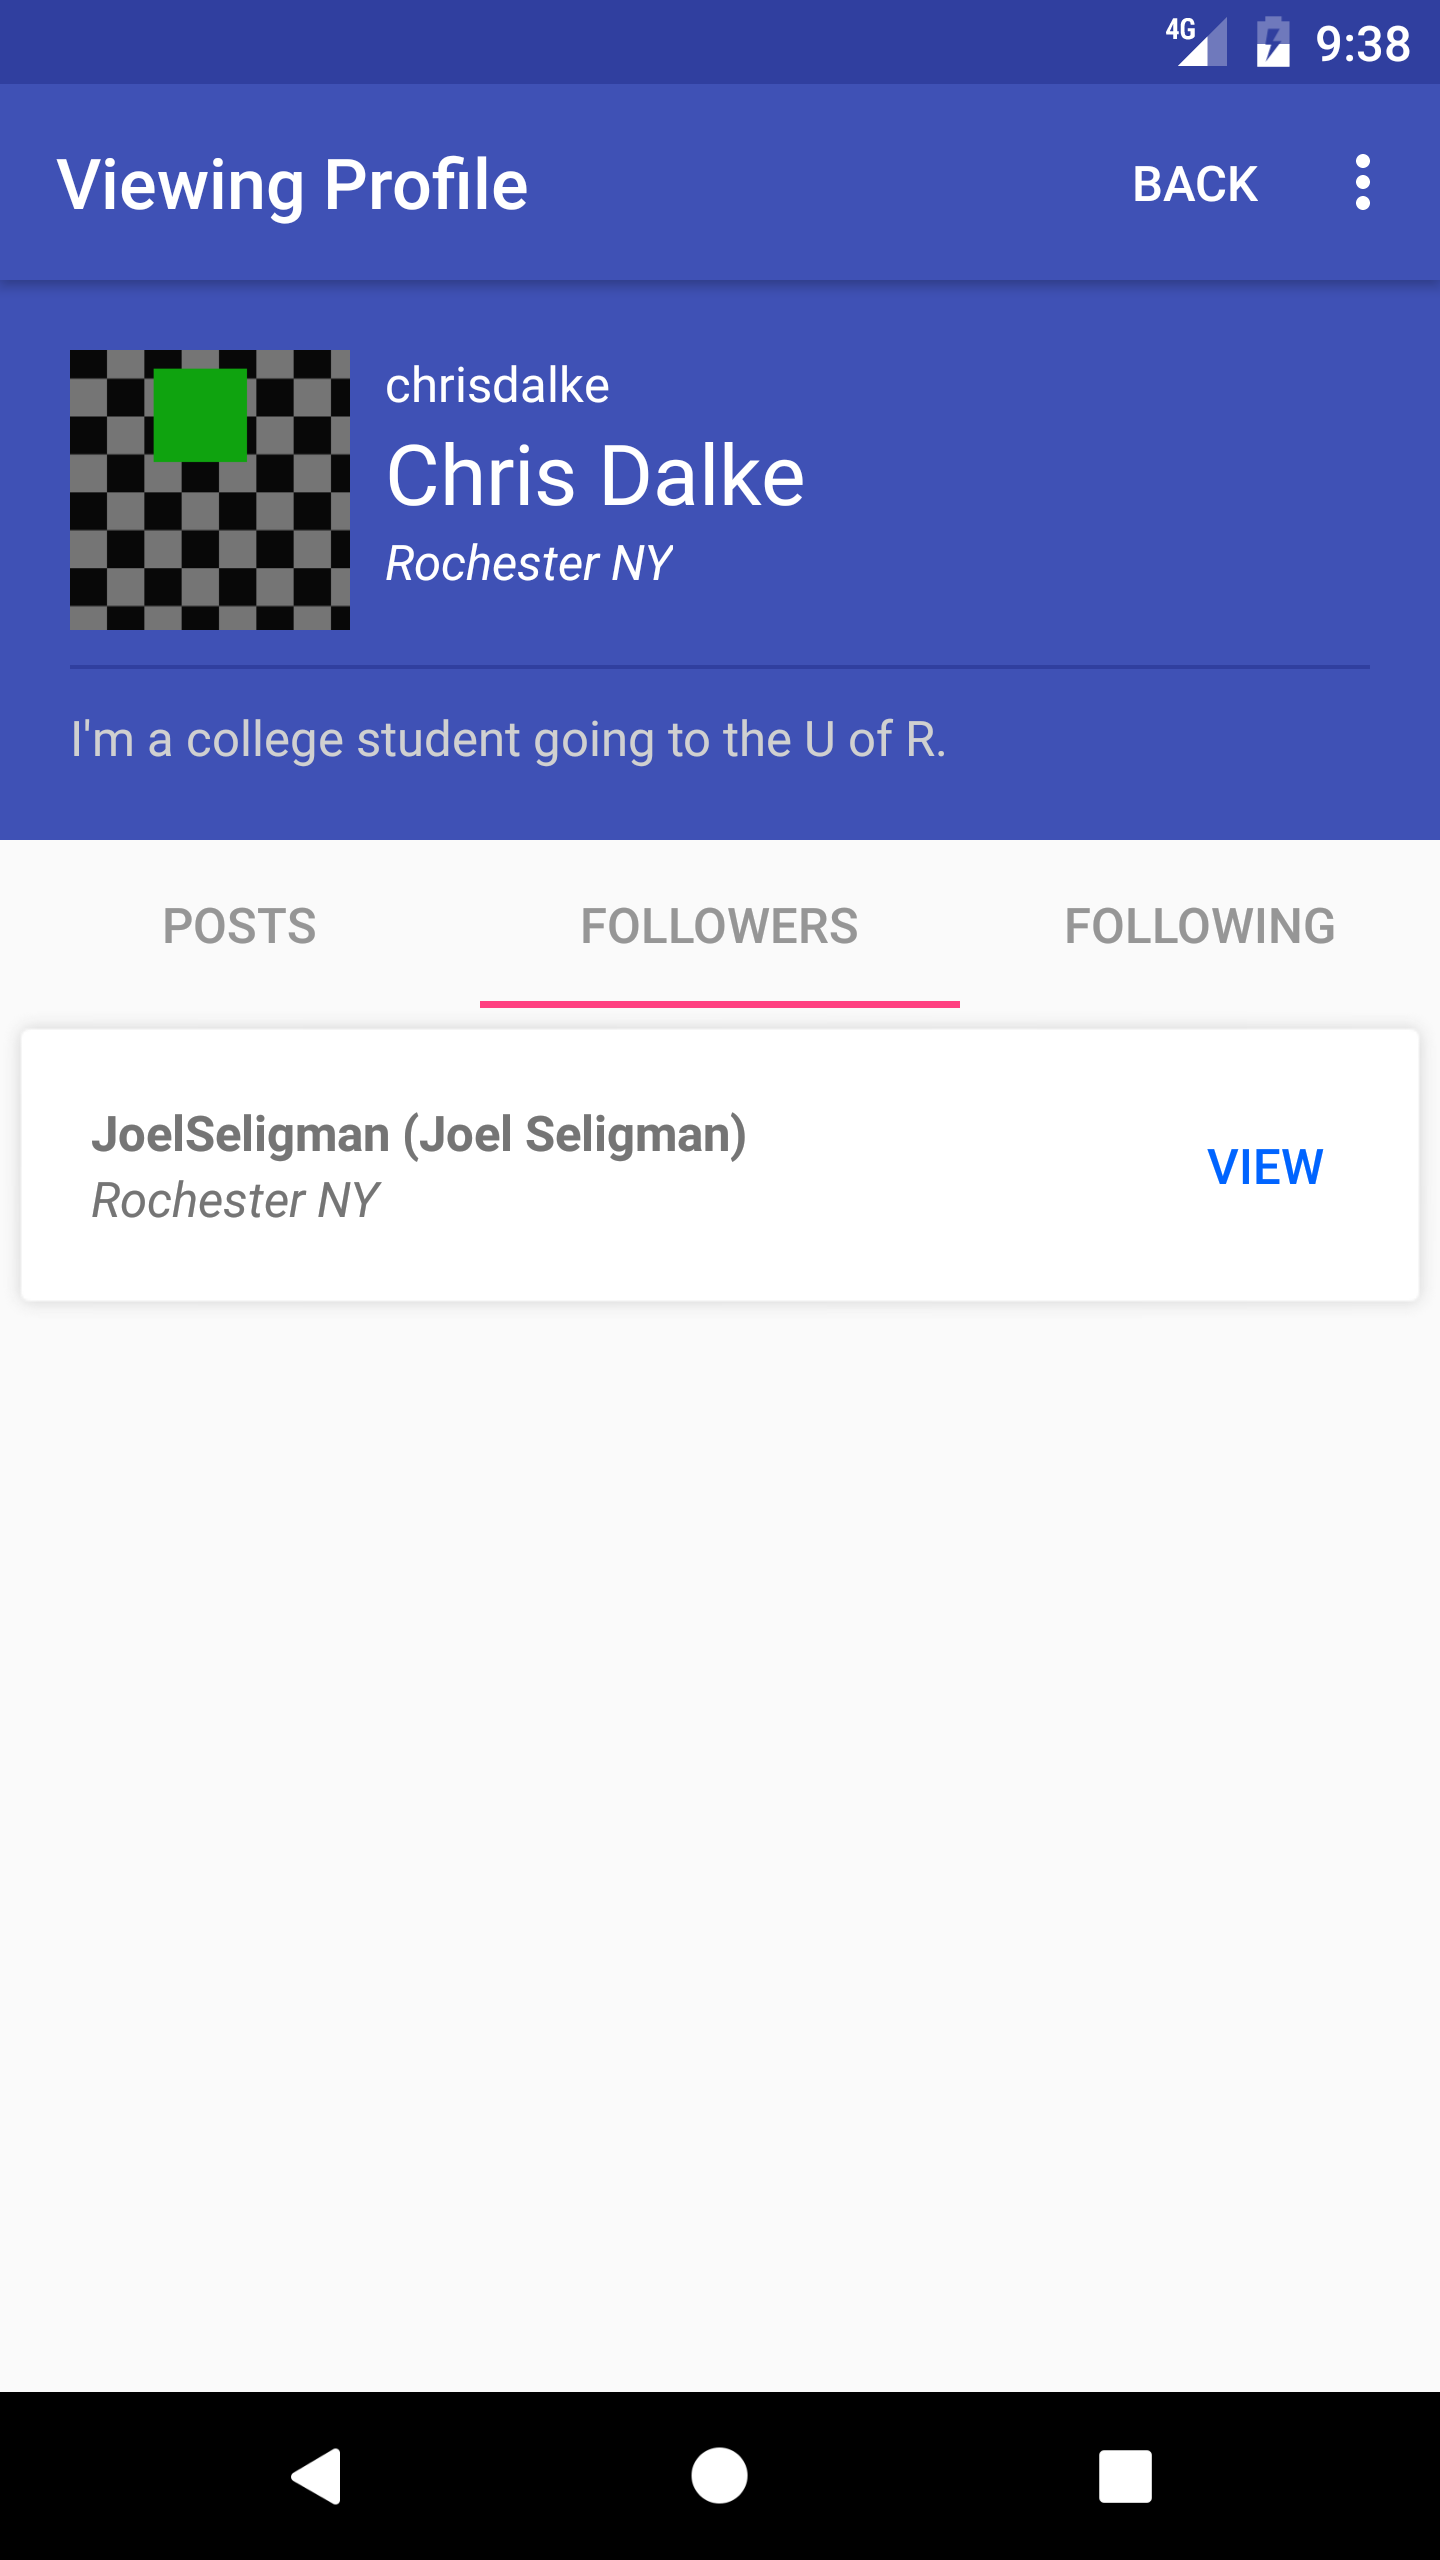 4G 9:38
Viewing Profile BACK
chrisdalke
Chris Dalke
Rochester NY
I'm a college student going to the U of R.
POSTS FOLLOWERS FOLLOWING
JoelSeligman (Joel Seligman)
Rochester NY
VIEW